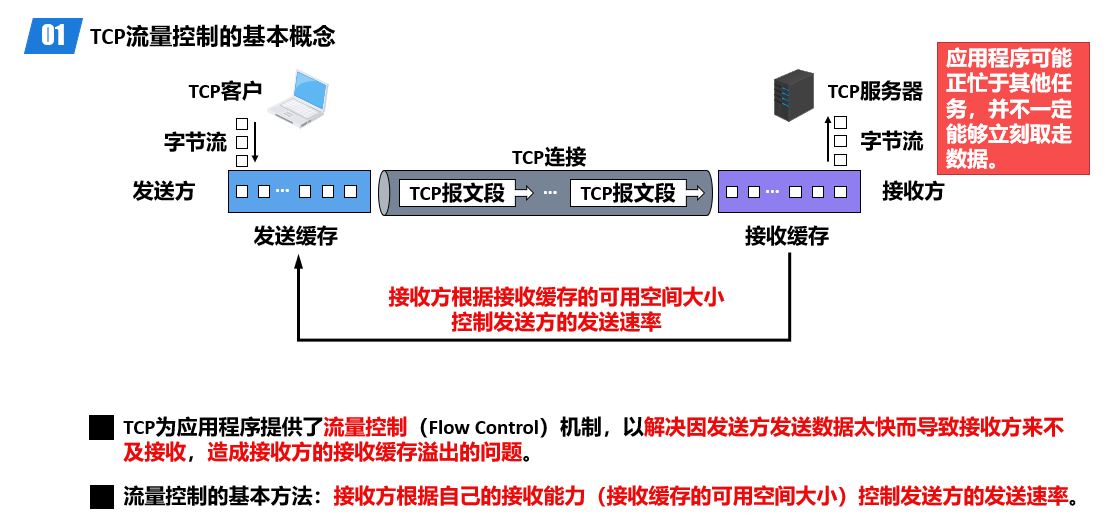 01 TCP流量控制的基本概念
TCP客户
TCP服务器
应用程序可能
正忙于其他任
务，并不一定
能够立刻取走
数据。
字节流
字节流
TCP连接
发送方
TCP报文段 ... TCP报文段
接收方
发送缓存
接收缓存
接收方根据接收缓存的可用空间大小
控制发送方的发送速率
TCP为应用程序提供了流量控制（Flow Control）机制，以解决因发送方发送数据太快而导致接收方来不
及接收，造成接收方的接收缓存溢出的问题。
流量控制的基本方法：接收方根据自己的接收能力（接收缓存的可用空间大小）控制发送方的发送速率。